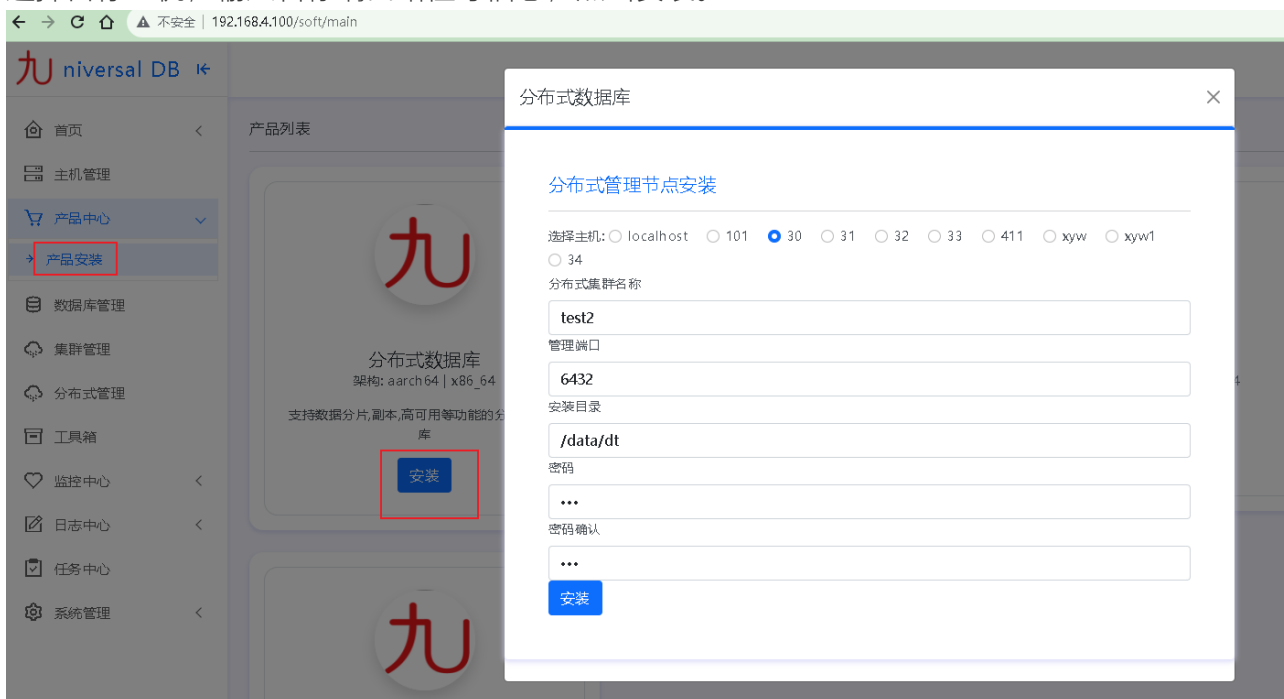 不安全 | 192.168.4.100/soft/main
九 niversal DB
首页
主机管理
产品中心
产品安装
数据库管理
集群管理
分布式管理
工具箱
监控中心
日志中心
任务中心
系统管理
产品列表
九
分布式数据库
架构: aarch64 | x86_64
支持数据分片,副本,高可用等功能的分
库
安装
九
分布式数据库
分布式管理节点安装
选择主机: localhost 101 30 31 32 33 411 xyw xyw1
34
分布式集群名称
test2
管理端口
6432
安装目录
/data/dt
密码
•••
密码确认
•••
安装
4